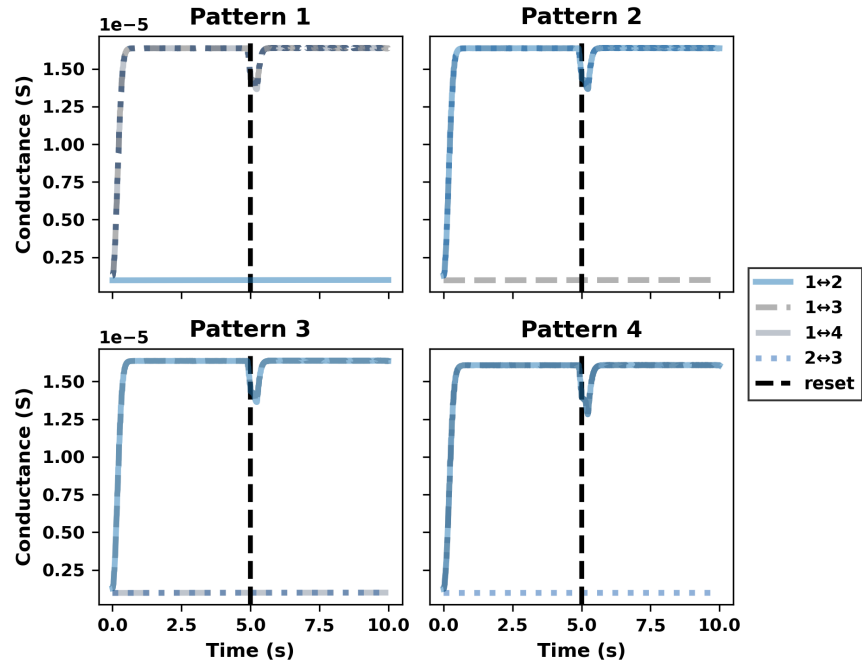 Pattern 1
Pattern 2
1e−5
Conductance (S)
1.50
1.25
1.00
0.75
0.50
0.25
1↔2
1↔3
1↔4
2↔3
reset
Pattern 3
Pattern 4
1e−5
Conductance (S)
1.50
1.25
1.00
0.75
0.50
0.25
0.0 2.5 5.0 7.5 10.0
0.0 2.5 5.0 7.5 10.0
Time (s)
Time (s)